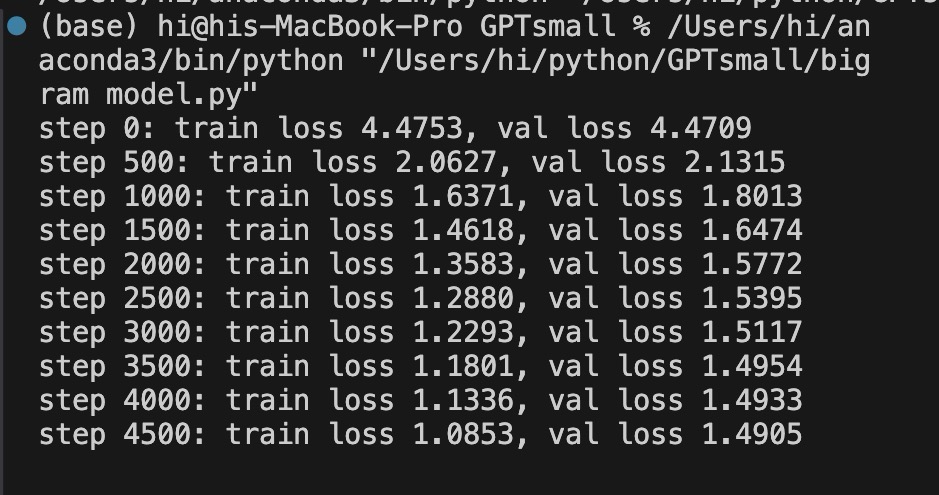 (base) hi@his-MacBook-Pro GPTsmall % /Users/hi/an
aconda3/bin/python "/Users/hi/python/GPTsmall/big
ram model.py"
step 0: train loss 4.4753, val loss 4.4709
step 500: train loss 2.0627, val loss 2.1315
step 1000: train loss 1.6371, val loss 1.8013
step 1500: train loss 1.4618, val loss 1.6474
step 2000: train loss 1.3583, val loss 1.5772
step 2500: train loss 1.2880, val loss 1.5395
step 3000: train loss 1.2293, val loss 1.5117
step 3500: train loss 1.1801, val loss 1.4954
step 4000: train loss 1.1336, val loss 1.4933
step 4500: train loss 1.0853, val loss 1.4905